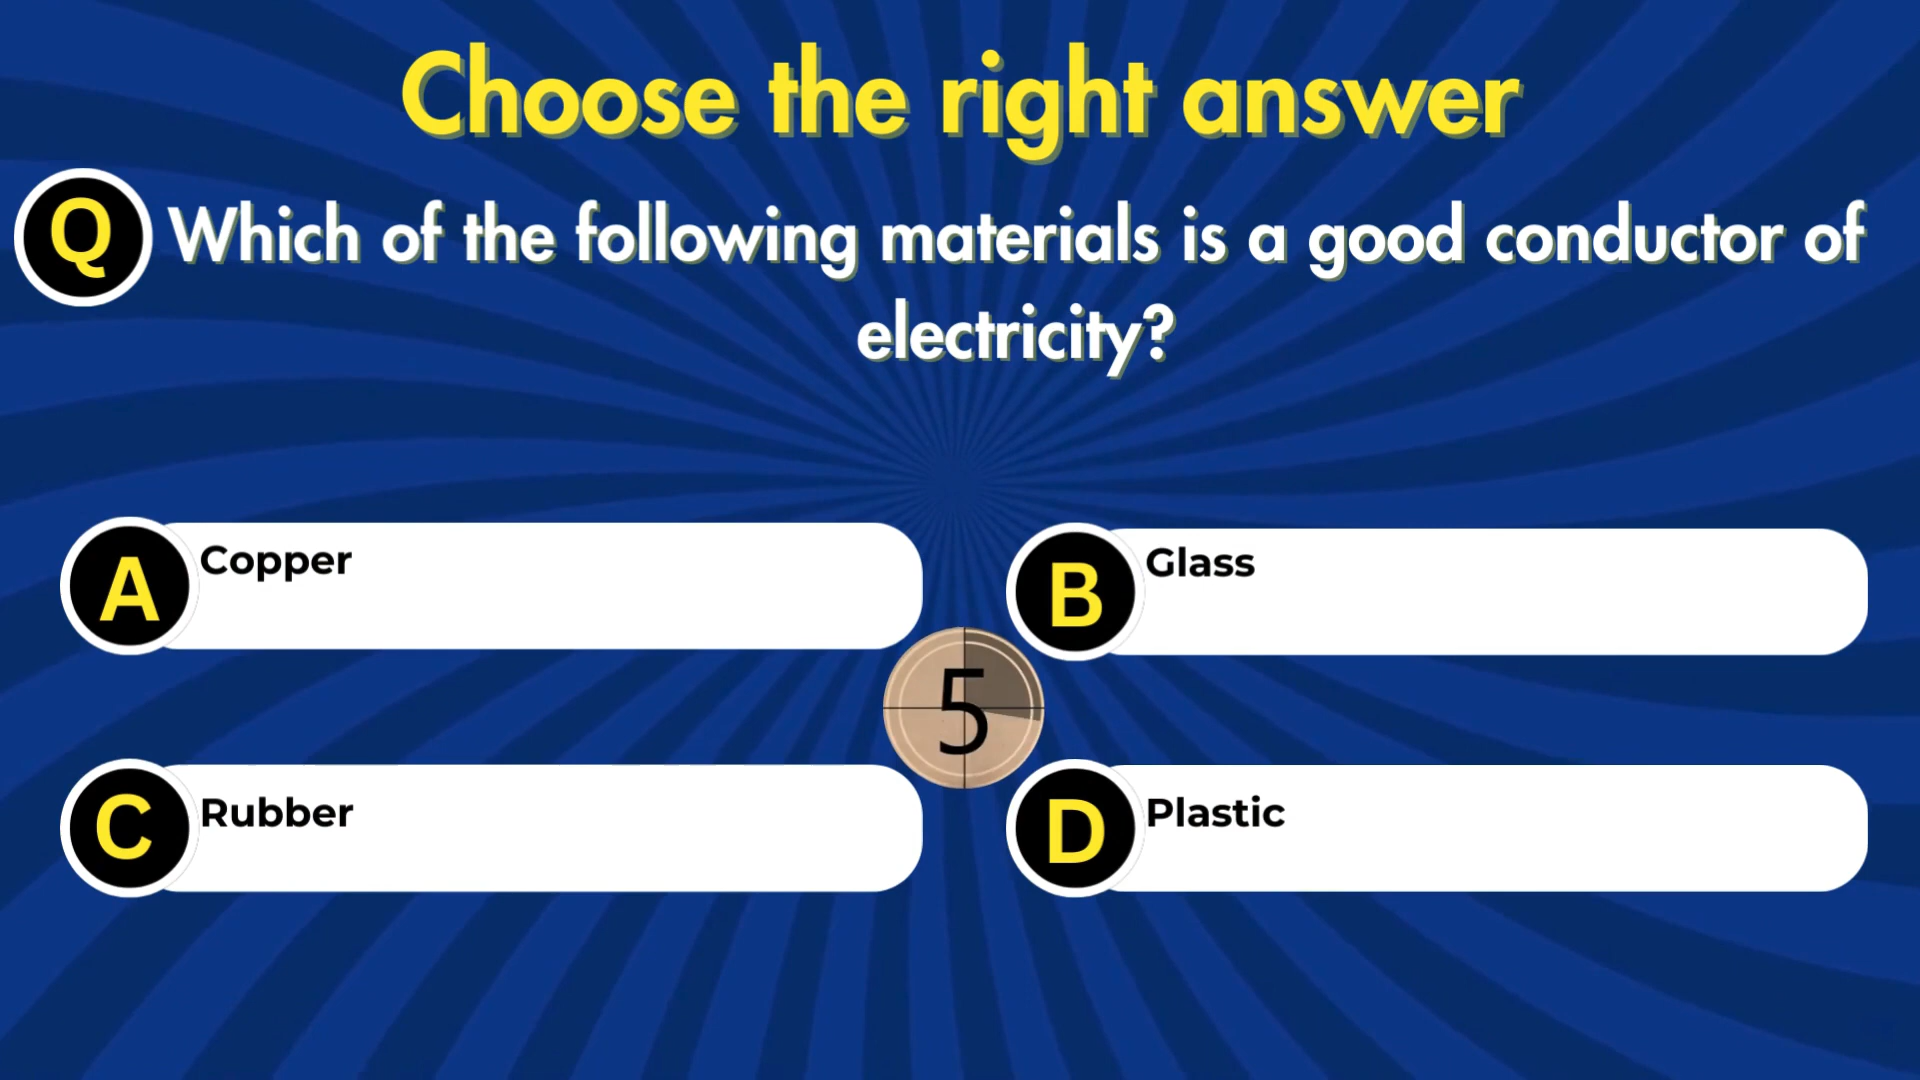 Choose the right answer
Q Which of the following materials is a good conductor of
electricity?
A Copper
B Glass
5
C Rubber
D Plastic